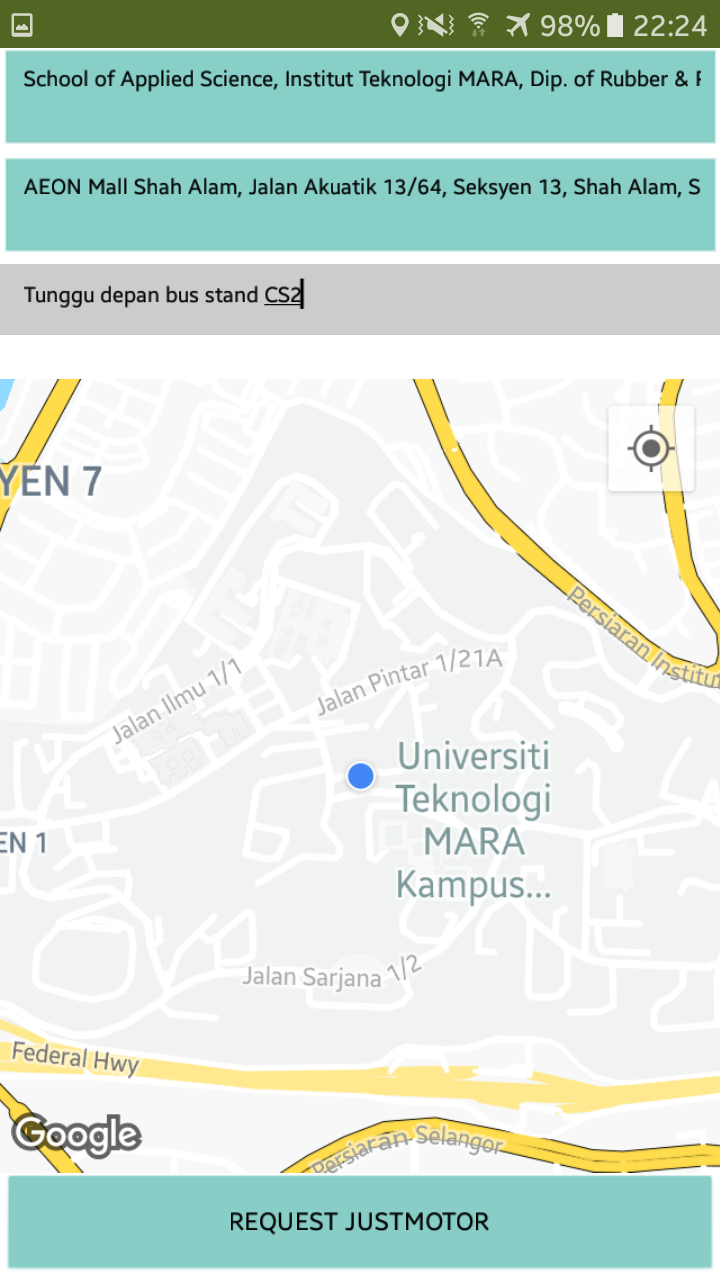 98% 22:24
School of Applied Science, Institut Teknologi MARA, Dip. of Rubber &
AEON Mall Shah Alam, Jalan Akuatik 13/64, Seksyen 13, Shah Alam, S
Tunggu depan bus stand CS2
YEN 7
Persiaran Institut
Jalan Pintar 1/21A
Jalan Ilmu 1/1
Universiti
Teknologi
MARA
Kampus...
EN 1
Jalan Sarjana 1/2
Federal Hwy
Google
Persiaran Selangor
REQUEST JUSTMOTOR